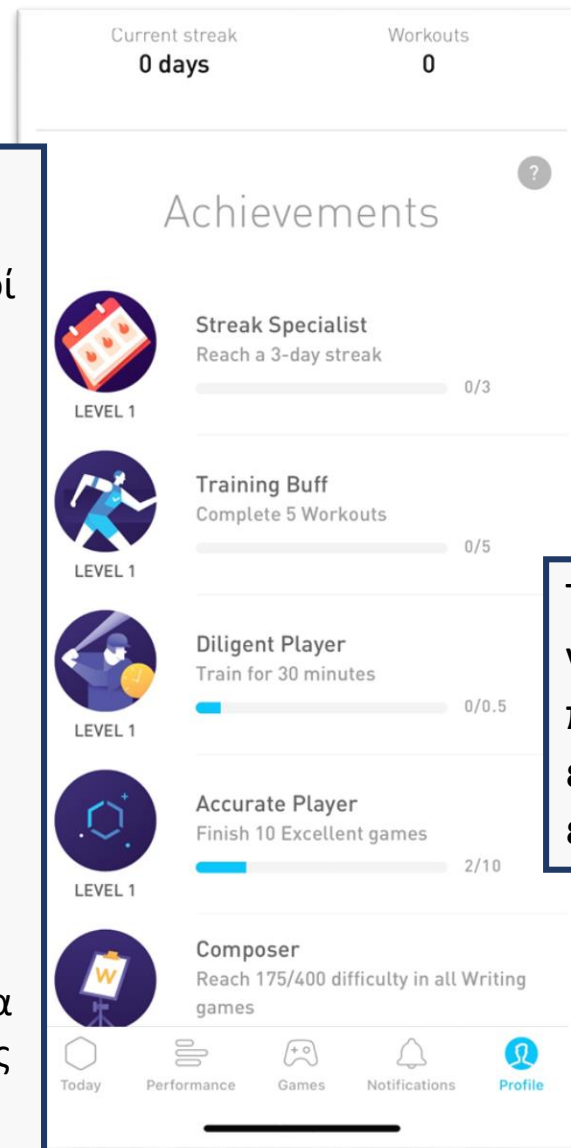 Current streak
Workouts
0 days
0
?
Achievements
Streak Specialist
Reach a 3-day streak
0/3
LEVEL 1
Training Buff
Complete 5 Workouts
0/5
LEVEL 1
Diligent Player
Train for 30 minutes
0/0.5
LEVEL 1
Accurate Player
Finish 10 Excellent games
2/10
LEVEL 1
W
Composer
Reach 175/400 difficulty in all Writing
games
Today
Performance
Games
Notifications
Profile